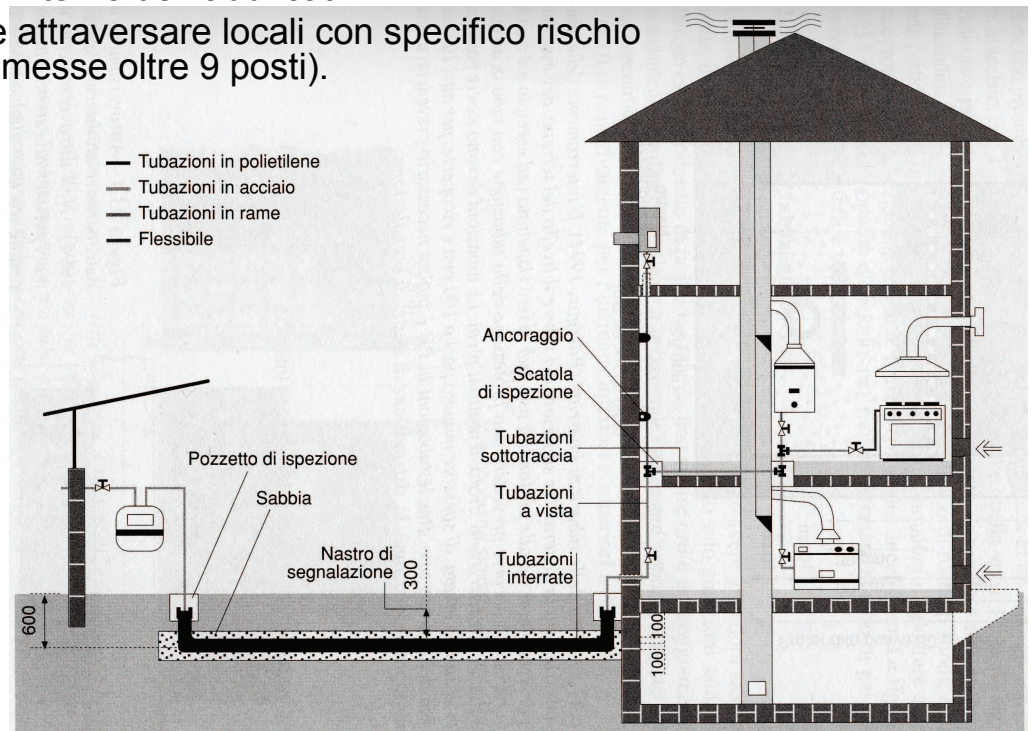 e attraversare locali con specifico rischio
messe oltre 9 posti).
Tubazioni in polietilene
Tubazioni in acciaio
Tubazioni in rame
Flessibile
Ancoraggio
Scatola
di ispezione
Tubazioni
sottotraccia
Tubazioni
a vista
Tubazioni
interrate
Pozzetto di ispezione
Sabbia
Nastro di
segnalazione
300
600
100
100